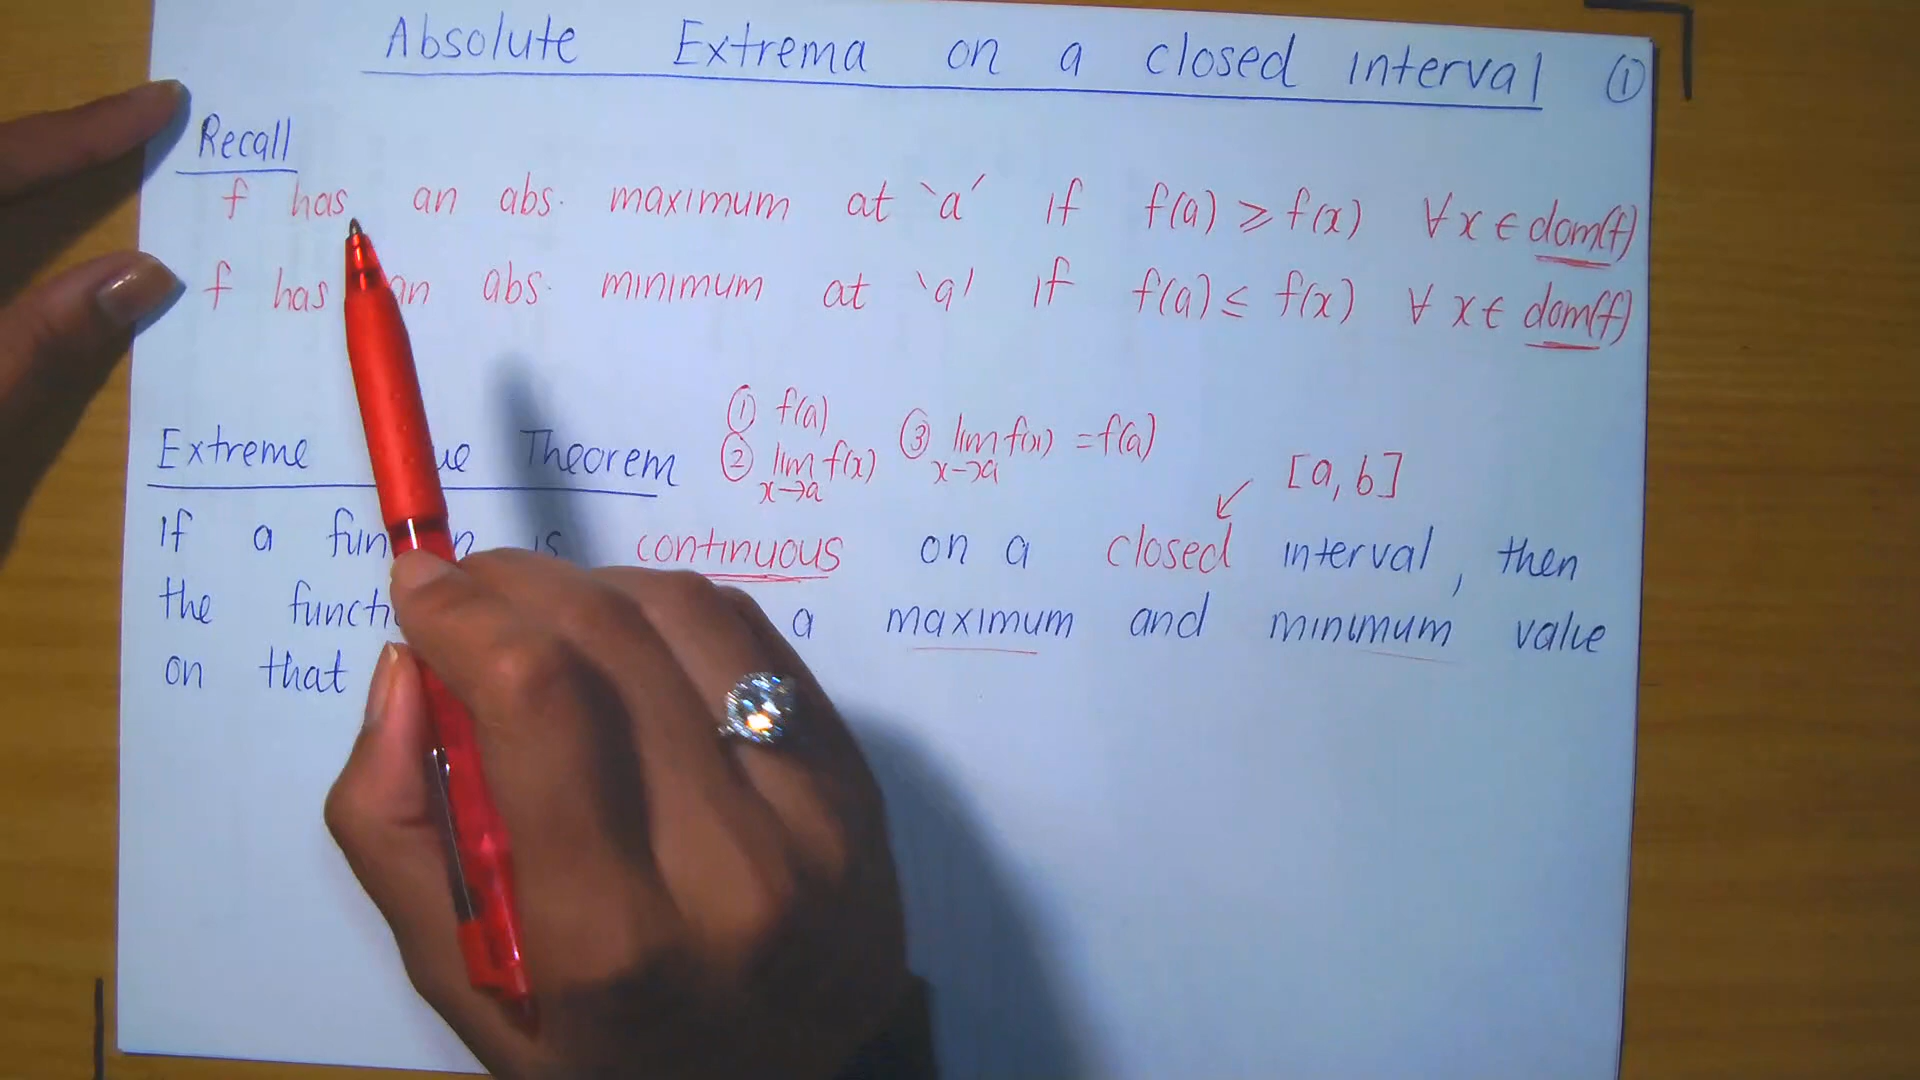 Absolute Extrema on a closed interval ①
Recall
f has an abs. maximum at `a´ if f(a) ⩾ f(x) ∀ x ∈ dom(f)
f has an abs. minimum at `a' if f(a) ≤ f(x) ∀ x ∈ dom(f)
① f(a)
② lim f(x) x→a
③ lim f(x) = f(a) x→a
Extreme Theorem
[a, b]
If a is continuous on a closed interval, then
the a maximum and minimum value
on that